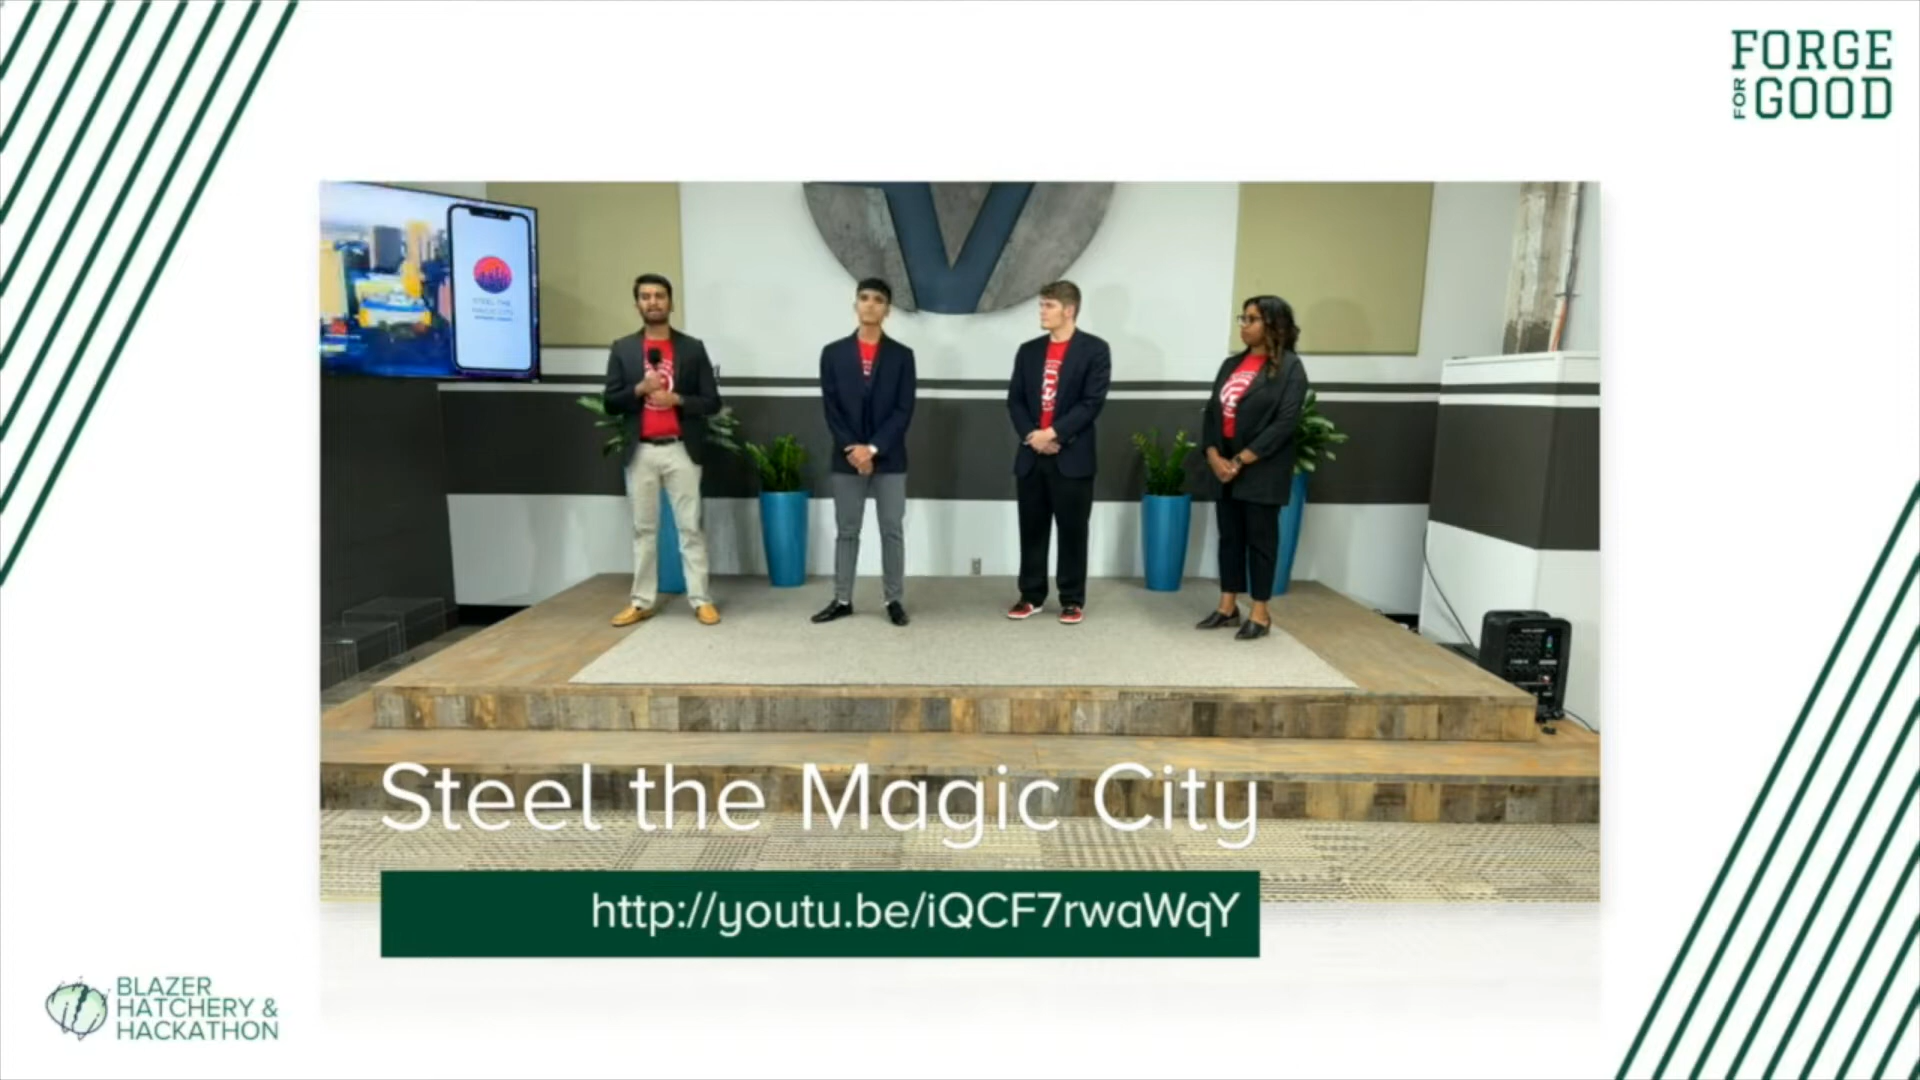 FORGE
FOR GOOD
V
STEEL THE
MAGIC CITY
Steel the Magic City
http://youtu.be/iQCF7rwaWqY
BLAZER
HATCHERY &
HACKATHON